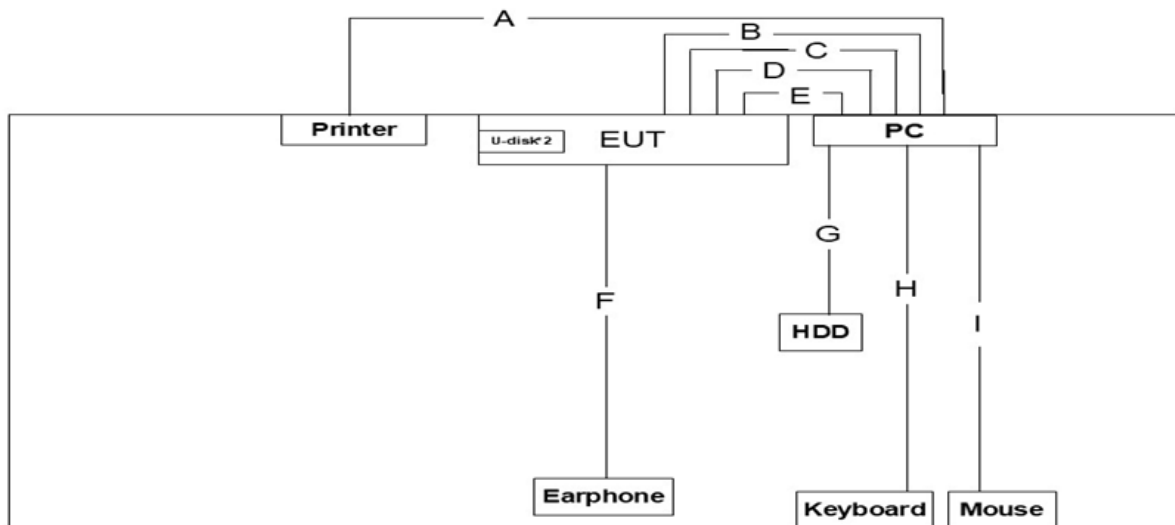 A
B
C
D
E
Printer
U-disk*2
EUT
PC
G
H
F
I
HDD
Earphone
Keyboard
Mouse